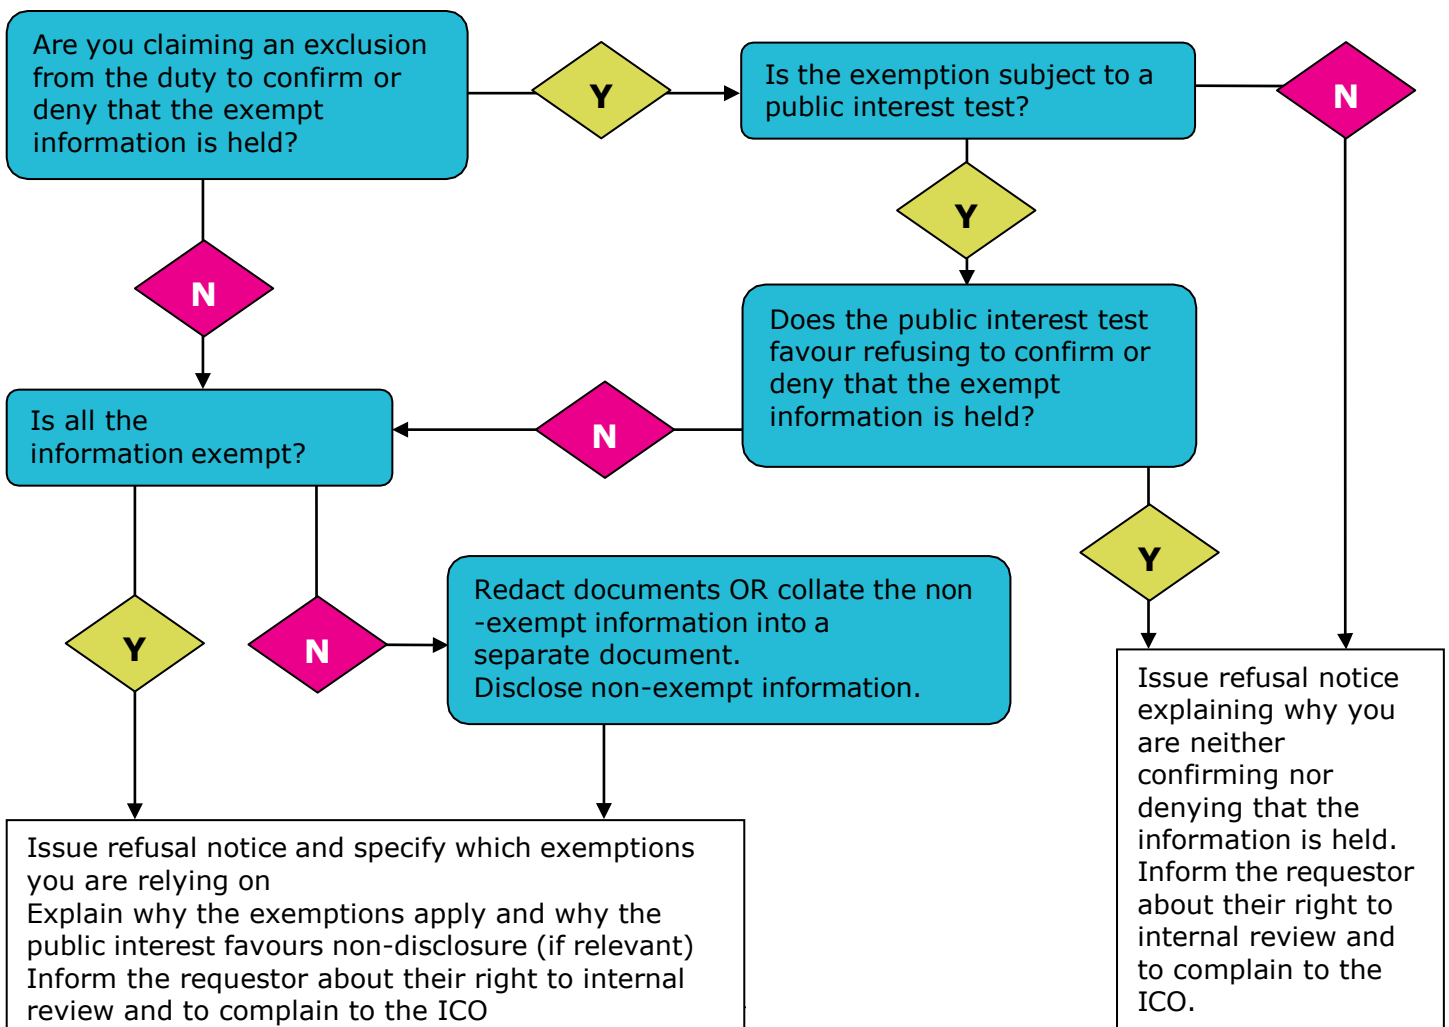 Are you claiming an exclusion
from the duty to confirm or
deny that the exempt
information is held?
Y
Is the exemption subject to a
public interest test?
N
Y
N
Does the public interest test
favour refusing to confirm or
deny that the exempt
information is held?
Is all the
information exempt?
N
Y
Y
N
Redact documents OR collate the non
-exempt information into a
separate document.
Disclose non-exempt information.
Issue refusal notice
explaining why you
are neither
confirming nor
denying that the
information is held.
Inform the requestor
about their right to
internal review and
to complain to the
ICO.
Issue refusal notice and specify which exemptions
you are relying on
Explain why the exemptions apply and why the
public interest favours non-disclosure (if relevant)
Inform the requestor about their right to internal
review and to complain to the ICO